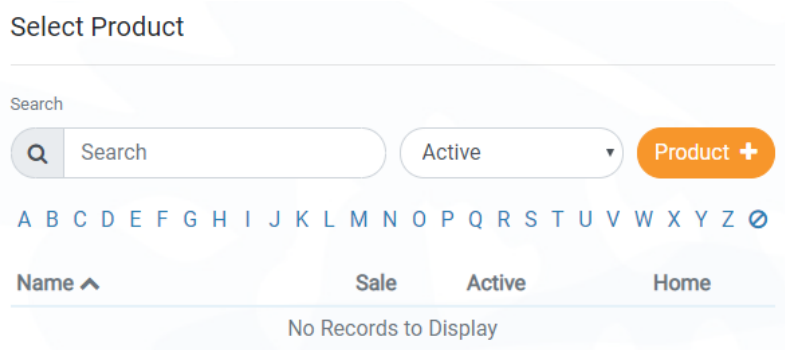 Select Product
Search
Search Active Product
A B C D E F G H I J K L M N O P Q R S T U V W X Y Z
Name Sale Active Home
No Records to Display